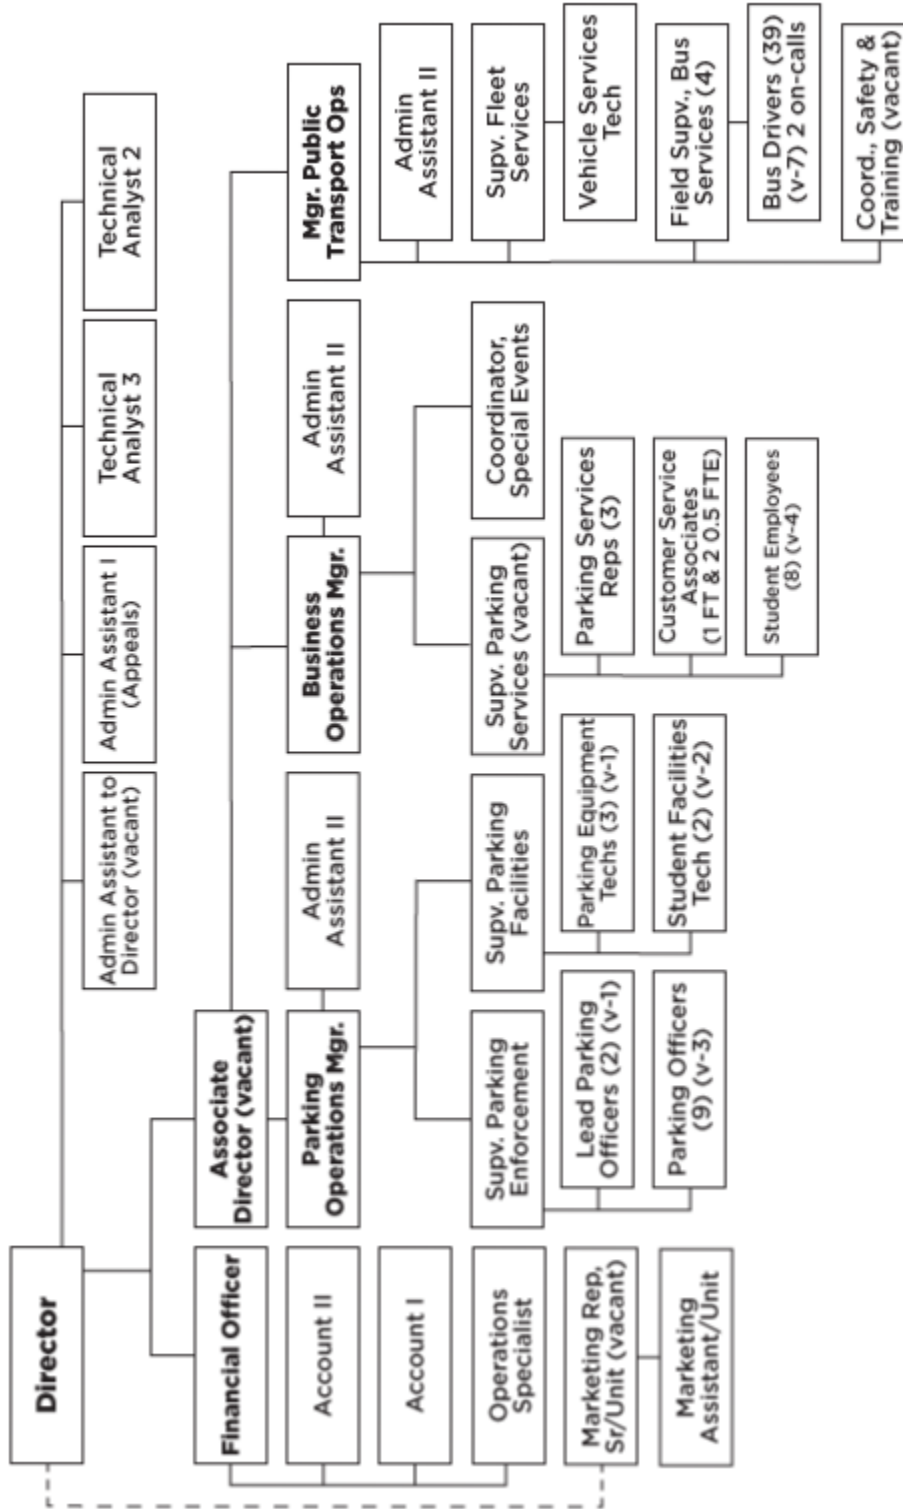 Director
Admin Assistant to
Director (vacant)
Admin Assistant I
(Appeals)
Technical
Analyst 3
Technical
Analyst 2
Financial Officer
Account II
Account I
Operations
Specialist
Marketing Rep,
Sr/Unit (vacant)
Marketing
Assistant/Unit
Associate
Director (vacant)
Parking
Operations Mgr.
Admin
Assistant II
Supv. Parking
Enforcement
Lead Parking
Officers (2) (v-1)
Parking Officers
(9) (v-3)
Supv. Parking
Facilities
Parking Equipment
Techs (3) (v-1)
Student Facilities
Tech (2) (v-2)
Business
Operations Mgr.
Admin
Assistant II
Supv. Parking
Services (vacant)
Parking Services
Reps (3)
Customer Service
Associates
(1 FT & 2 0.5 FTE)
Student Employees
(8) (v-4)
Coordinator,
Special Events
Mgr. Public
Transport Ops
Admin
Assistant II
Supv. Fleet
Services
Vehicle Services
Tech
Field Supv., Bus
Services (4)
Bus Drivers (39)
(v-7) 2 on-calls
Coord., Safety &
Training (vacant)